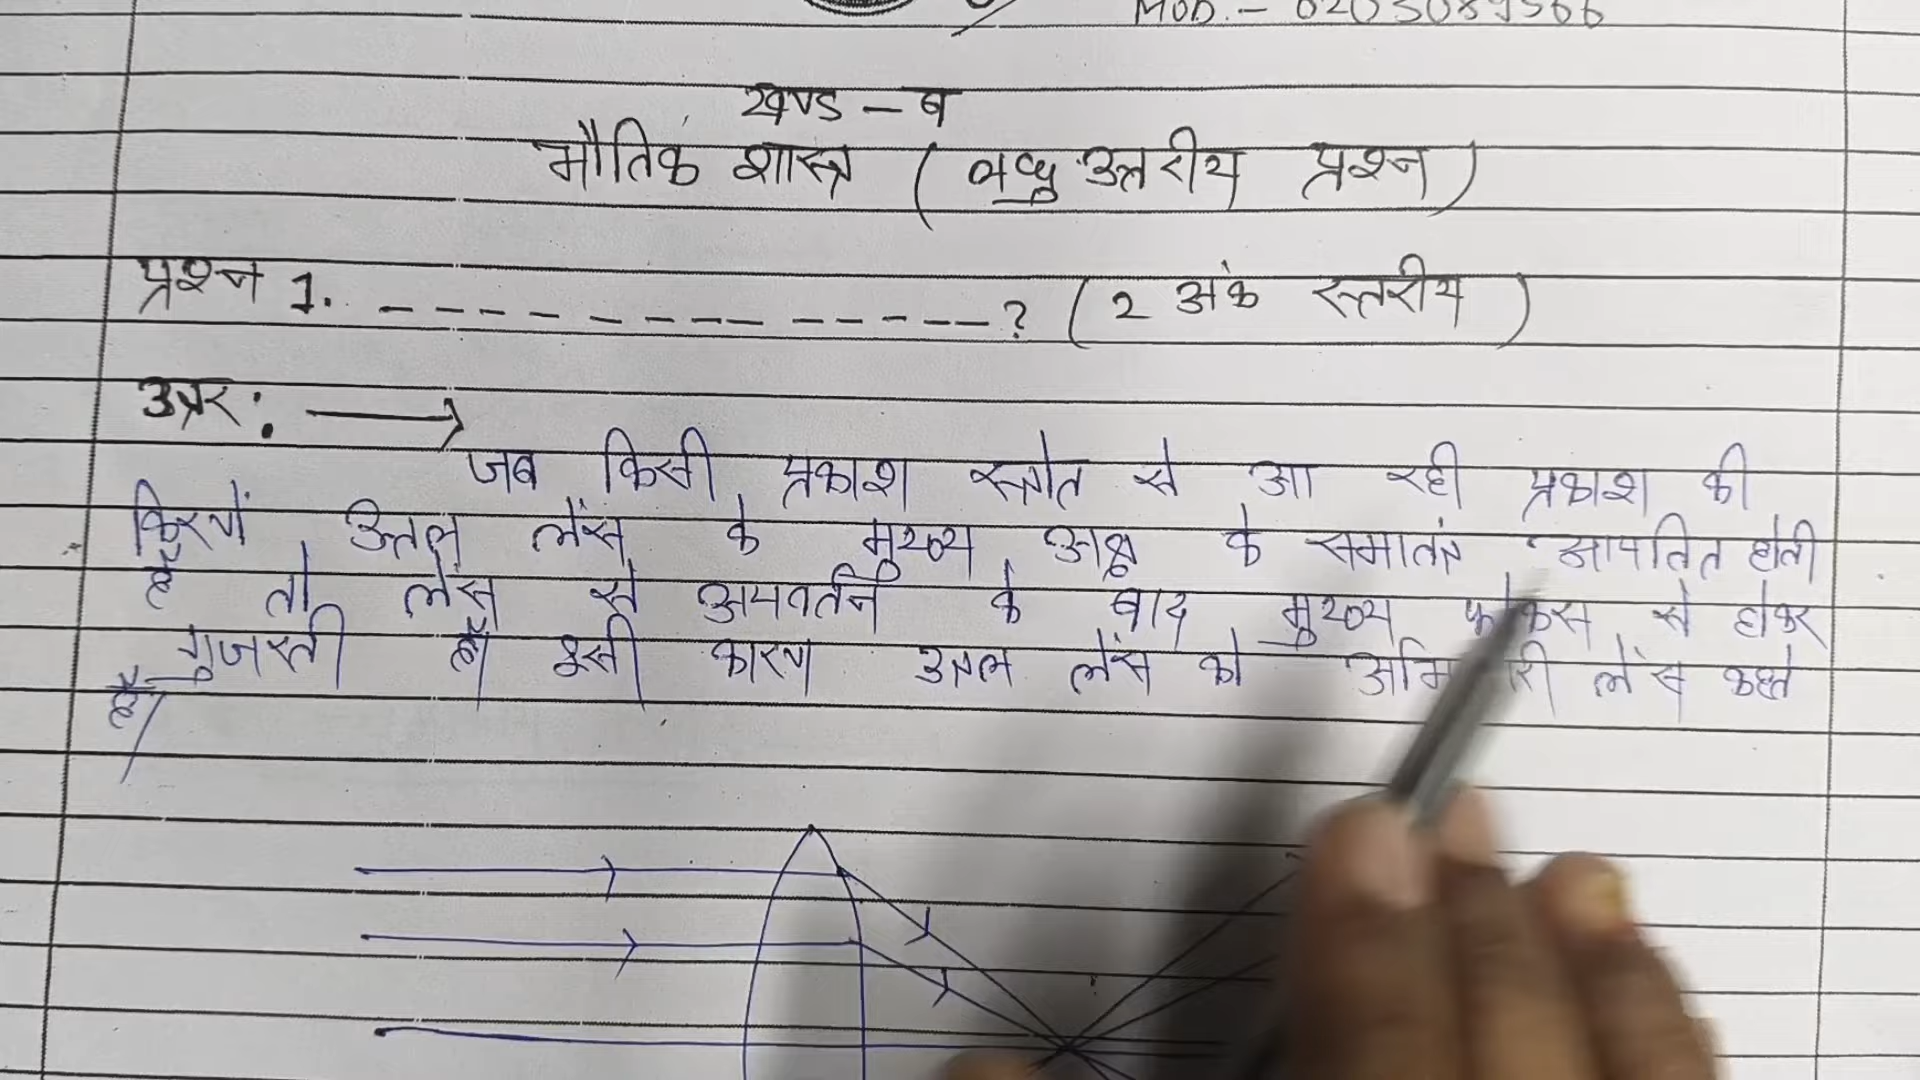 MOB. -
खण्ड - ब
भौतिक शास्त्र ( लघु उत्तरीय प्रश्न )
प्रश्न 1. ---- ---- -----? ( 2 अंक स्तरीय )
उत्तर: →
जब किसी प्रकाश स्त्रोत से आ रही प्रकाश की
किरणें उत्तल लेंस के मुख्य अक्ष के समातंर आपतित होती
हैं तो लेंस से अपवर्तन के बाद मुख्य फोकस से होकर
गुजरती हैं। इसी कारण उत्तल लेंस को लेंस कहते
हैं।